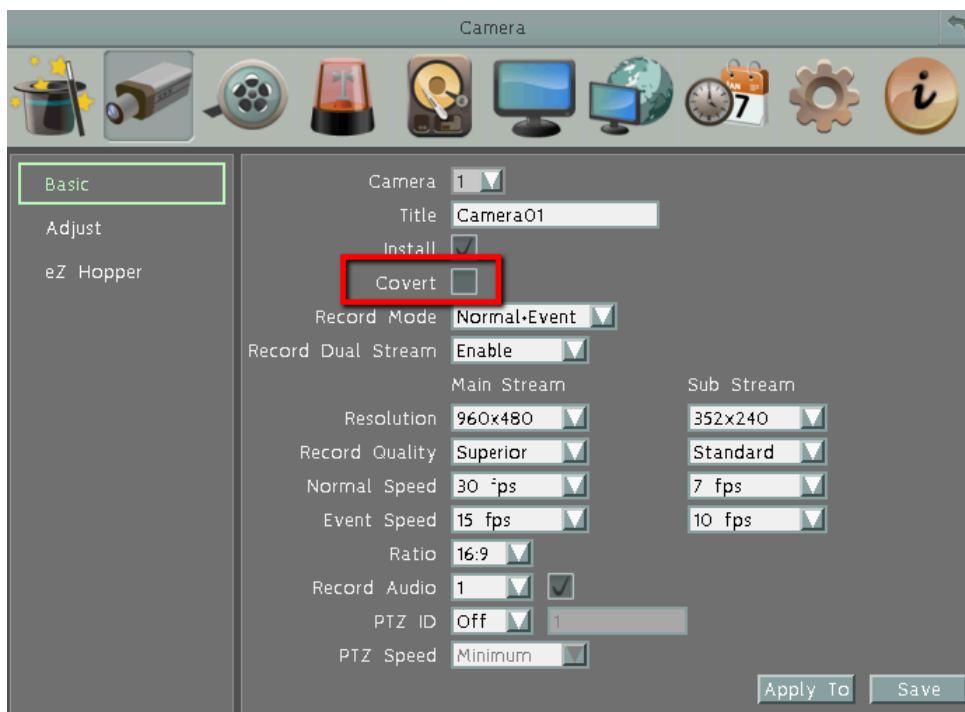 Camera
JAN
7
i
Basic
Adjust
eZ Hopper
Camera 1
Title Camera01
Install
Covert
Record Mode Normal+Event
Record Dual Stream Enable
Main Stream Sub Stream
Resolution 960x480 352x240
Record Quality Superior Standard
Normal Speed 30 fps 7 fps
Event Speed 15 fps 10 fps
Ratio 16:9
Record Audio 1
PTZ ID Off 1
PTZ Speed Minimum
Apply To Save